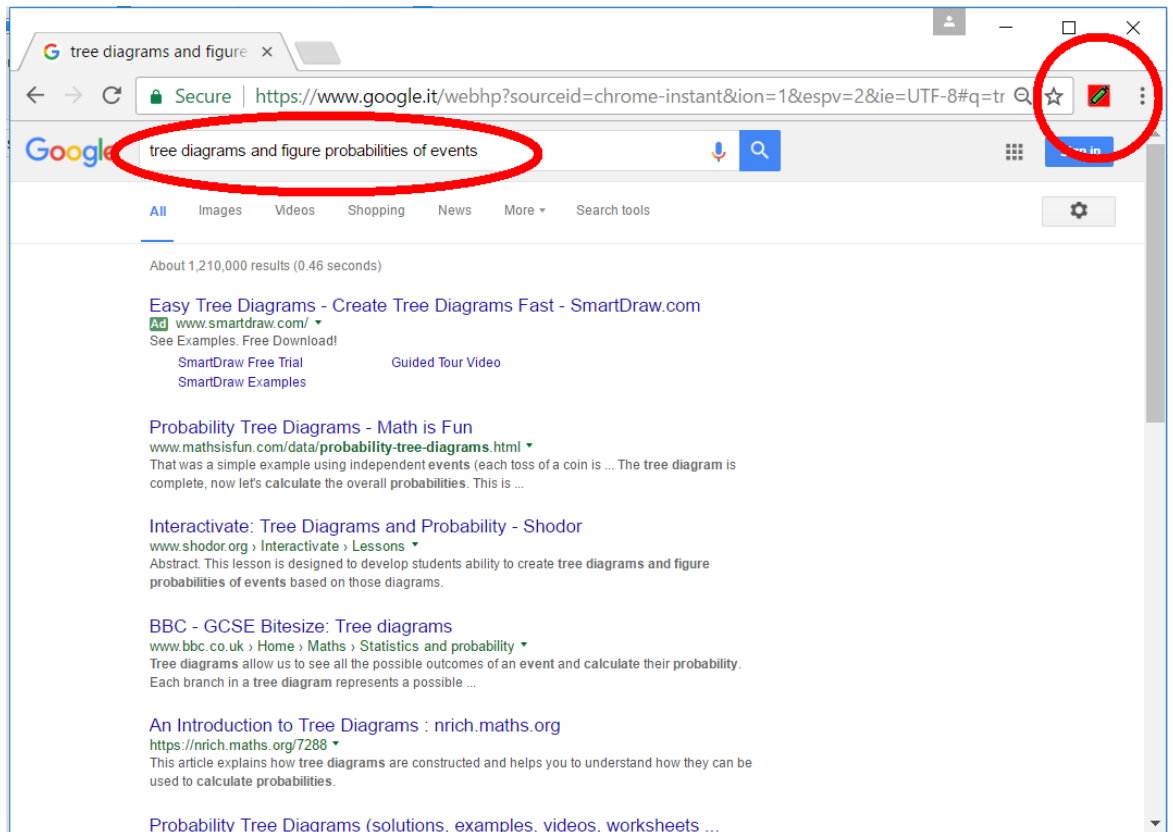 tree diagrams and figure
Secure https://www.google.it/webhp?sourceid=chrome-instant&ion=1&espv=2&ie=UTF-8#q=tr
Google tree diagrams and figure probabilities of events Sign in
All Images Videos Shopping News More Search tools
About 1,210,000 results (0.46 seconds)
Easy Tree Diagrams - Create Tree Diagrams Fast - SmartDraw.com
Ad www.smartdraw.com/
See Examples. Free Download!
SmartDraw Free Trial Guided Tour Video
SmartDraw Examples
Probability Tree Diagrams - Math is Fun
www.mathsisfun.com/data/probability-tree-diagrams.html
That was a simple example using independent events (each toss of a coin is ... The tree diagram is
complete, now let's calculate the overall probabilities. This is ...
Interactivate: Tree Diagrams and Probability - Shodor
www.shodor.org › Interactivate › Lessons
Abstract. This lesson is designed to develop students ability to create tree diagrams and figure
probabilities of events based on those diagrams.
BBC - GCSE Bitesize: Tree diagrams
www.bbc.co.uk › Home › Maths › Statistics and probability
Tree diagrams allow us to see all the possible outcomes of an event and calculate their probability.
Each branch in a tree diagram represents a possible ...
An Introduction to Tree Diagrams : nrich.maths.org
https://nrich.maths.org/7288
This article explains how tree diagrams are constructed and helps you to understand how they can be
used to calculate probabilities.
Probability Tree Diagrams (solutions, examples, videos, worksheets ...